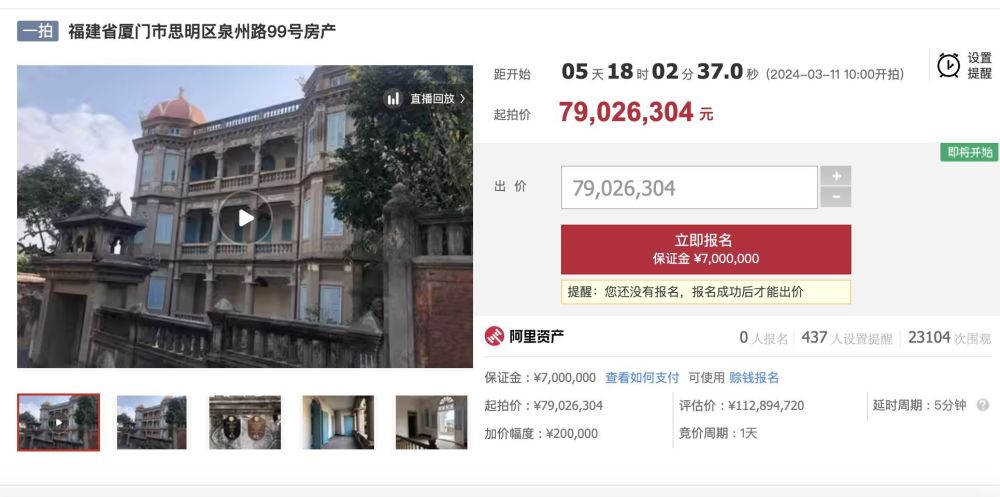 一拍 福建省厦门市思明区泉州路99号房产
直播回放
距开始 05 天 18 时 02 分 37.0 秒 (2024-03-11 10:00开拍)
设置
提醒
起拍价 79,026,304 元
即将开始
出 价 79,026,304 + -
立即报名
保证金 ¥7,000,000
提醒：您还没有报名，报名成功后才能出价
阿里资产 0 人报名 437 人设置提醒 23104 次围观
保证金：¥7,000,000 查看如何支付 可使用 赊钱报名
起拍价：¥79,026,304 评估价：¥112,894,720 延时周期：5分钟 ?
加价幅度：¥200,000 竞价周期：1天